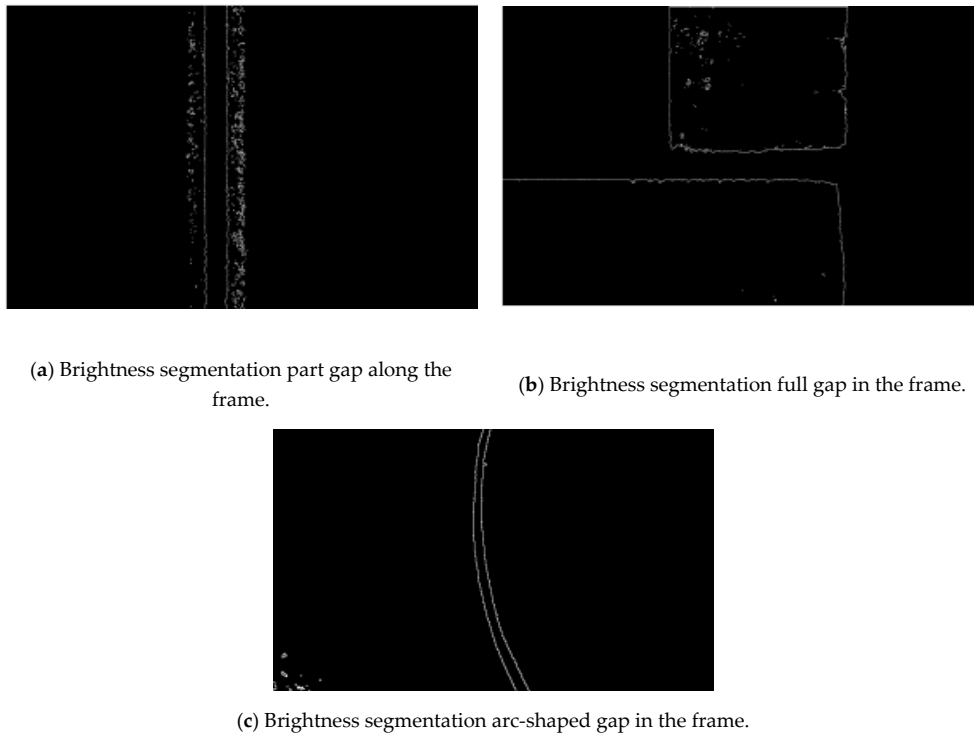 (a) Brightness segmentation part gap along the
frame.
(b) Brightness segmentation full gap in the frame.
(c) Brightness segmentation arc-shaped gap in the frame.